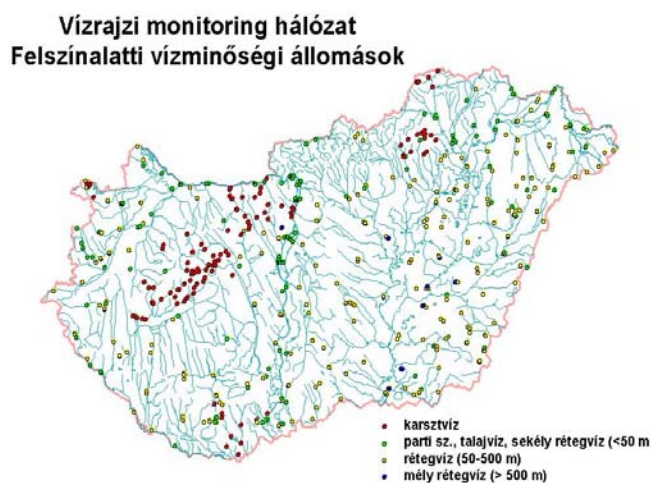 Vízrajzi monitoring hálózat
Felszínalatti vízminőségi állomások
karsztvíz
parti sz., talajvíz, sekély rétegvíz (<50 m
rétegvíz (50-500 m)
mély rétegvíz (> 500 m)